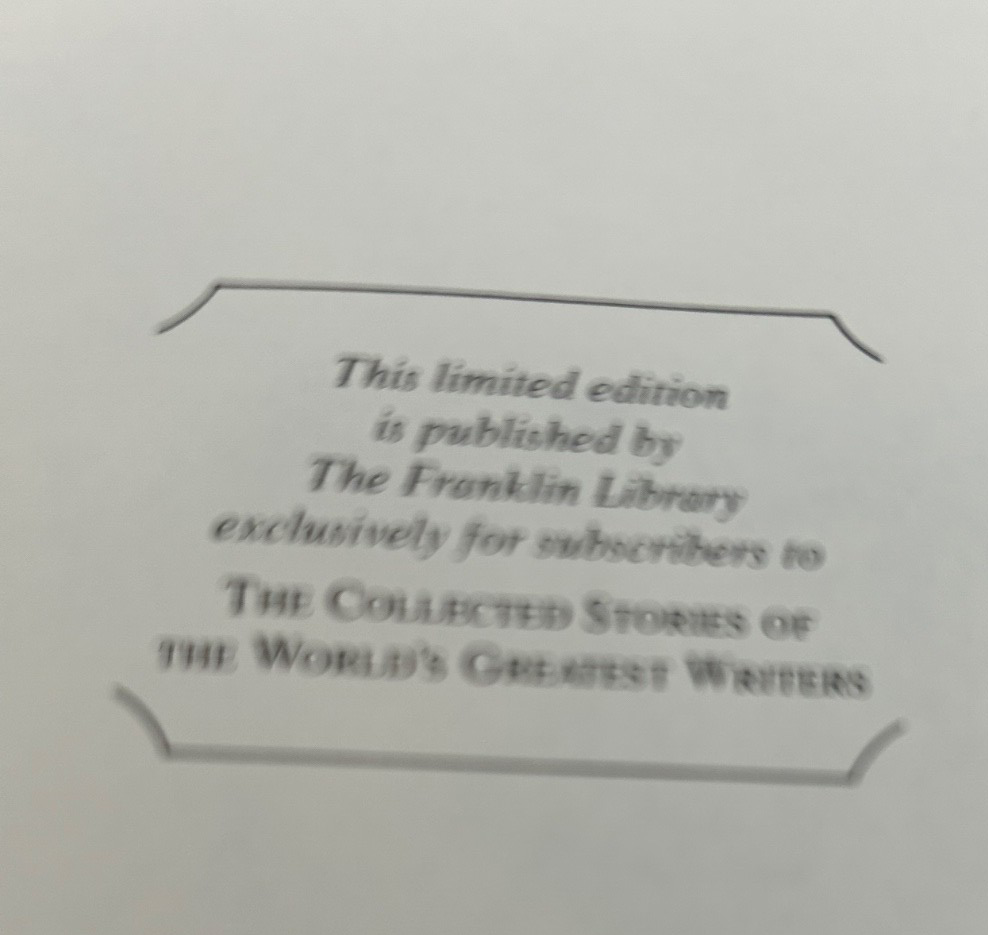 This limited edition
is published by
The Franklin Library
exclusively for subscribers to
THE COLLECTED STORIES OF
THE WORLD'S GREATEST WRITERS